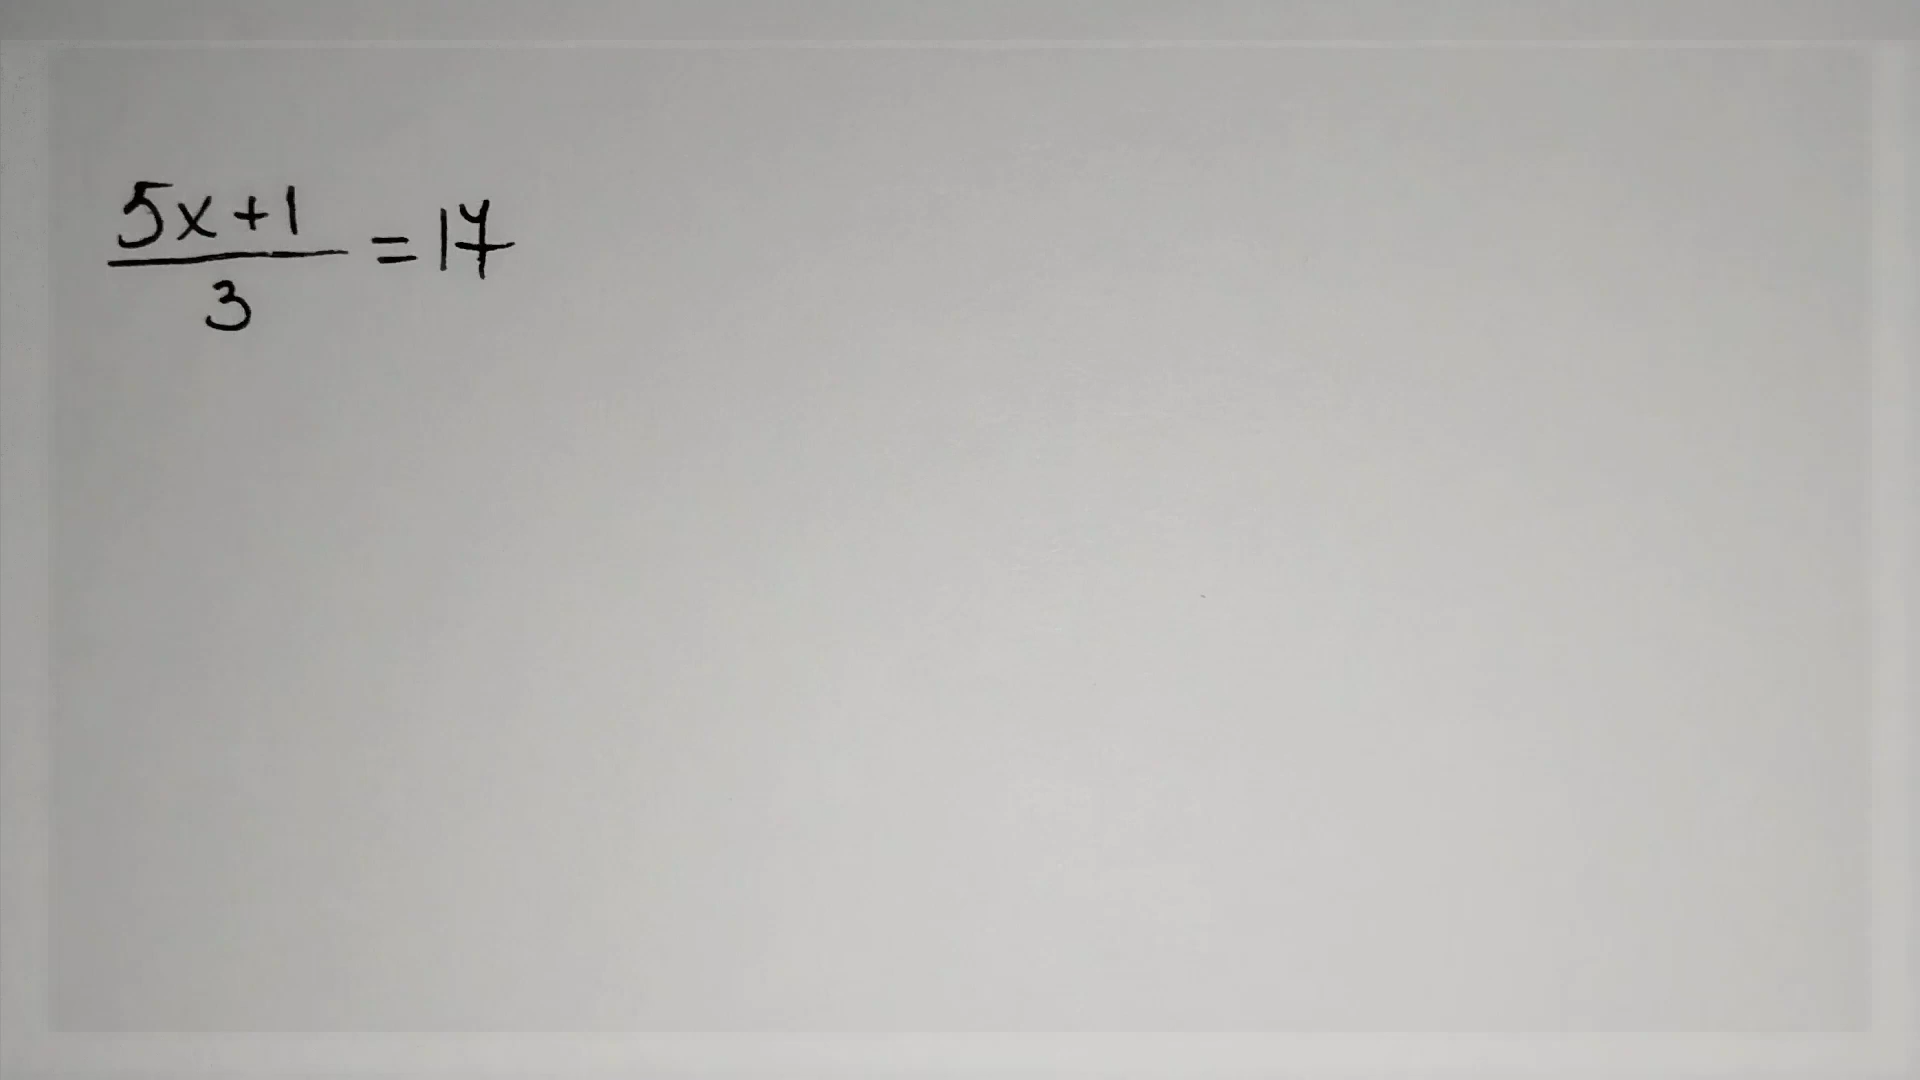 5x+1
― = 17
3